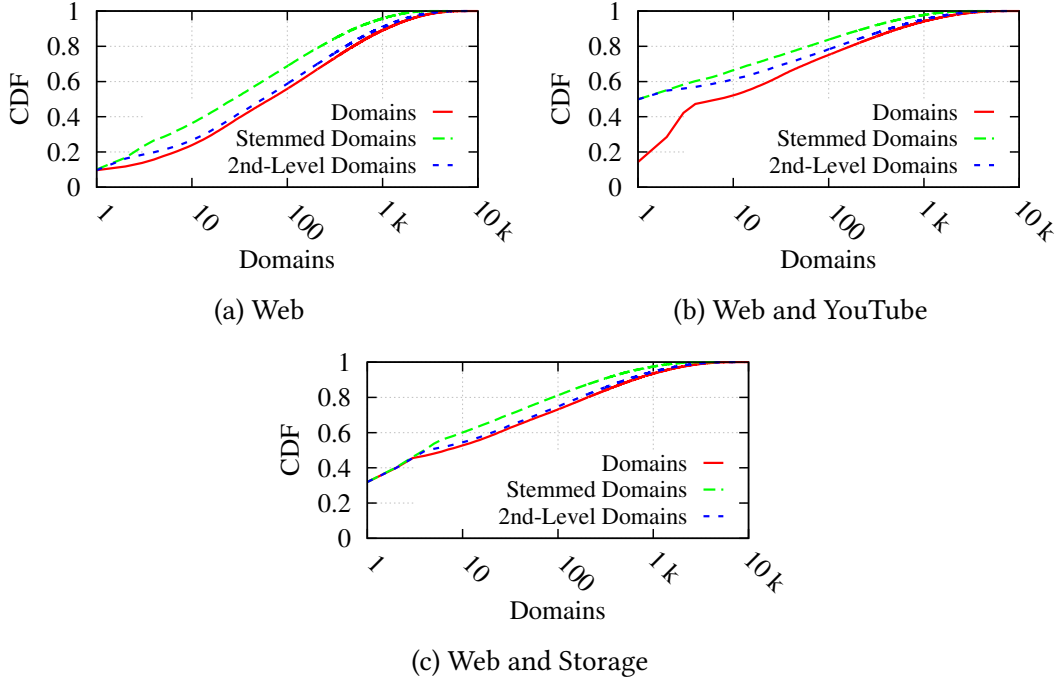 1
0.8
0.6
0.4
0.2
0
CDF
Domains
Stemmed Domains
2nd-Level Domains
1
10
100
1 k
10 k
Domains
(a) Web
1
0.8
0.6
0.4
0.2
0
CDF
Domains
Stemmed Domains
2nd-Level Domains
1
10
100
1 k
10 k
Domains
(b) Web and YouTube
1
0.8
0.6
0.4
0.2
0
CDF
Domains
Stemmed Domains
2nd-Level Domains
1
10
100
1 k
10 k
Domains
(c) Web and Storage